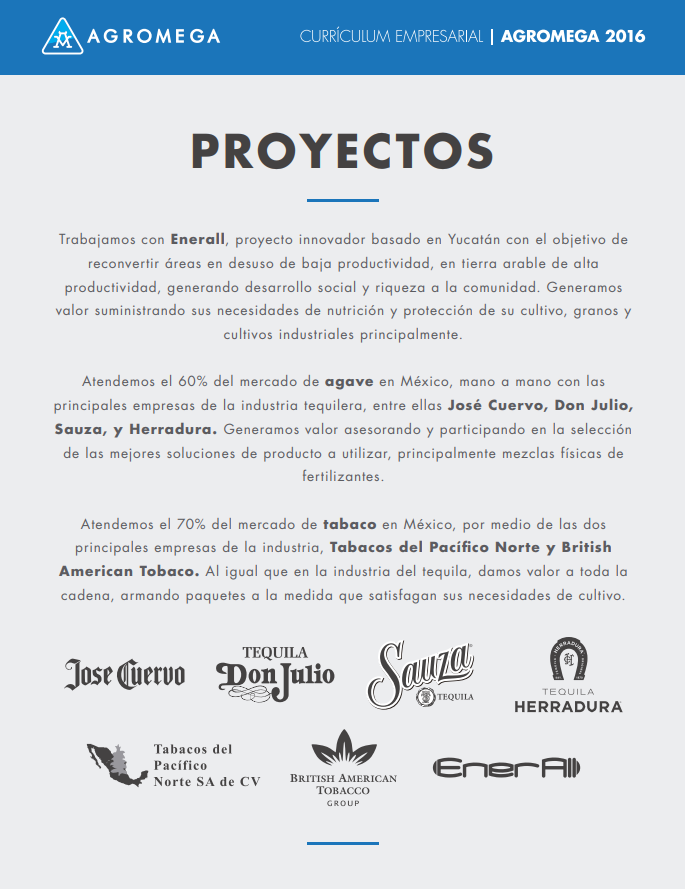 AGROMEGA
CURRÍCULUM EMPRESARIAL | AGROMEGA 2016
PROYECTOS
Trabajamos con Enerall, proyecto innovador basado en Yucatán con el objetivo de
reconvertir áreas en desuso de baja productividad, en tierra arable de alta
productividad, generando desarrollo social y riqueza a la comunidad. Generamos
valor suministrando sus necesidades de nutrición y protección de su cultivo, granos y
cultivos industriales principalmente.
Atendemos el 60% del mercado de agave en México, mano a mano con las
principales empresas de la industria tequilera, entre ellas José Cuervo, Don Julio,
Sauza, y Herradura. Generamos valor asesorando y participando en la selección
de las mejores soluciones de producto a utilizar, principalmente mezclas físicas de
fertilizantes.
Atendemos el 70% del mercado de tabaco en México, por medio de las dos
principales empresas de la industria, Tabacos del Pacífico Norte y British
American Tobaco. Al igual que en la industria del tequila, damos valor a toda la
cadena, armando paquetes a la medida que satisfagan sus necesidades de cultivo.
Jose Cuervo
TEQUILA
Don Julio
Sauza
TEQUILA
HERRADURA
TEQUILA
HERRADURA
Tabacos del
Pacífico
Norte SA de CV
BRITISH AMERICAN
TOBACCO
GROUP
EnerAll